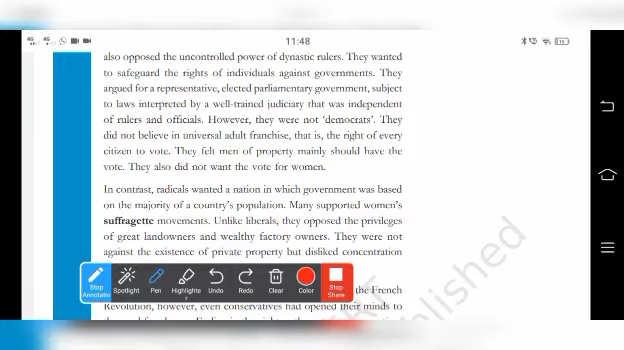 4G 4G 11:48 15
also opposed the uncontrolled power of dynastic rulers. They wanted
to safeguard the rights of individuals against governments. They
argued for a representative, elected parliamentary government, subject
to laws interpreted by a well-trained judiciary that was independent
of rulers and officials. However, they were not ‘democrats’. They
did not believe in universal adult franchise, that is, the right of every
citizen to vote. They felt men of property mainly should have the
vote. They also did not want the vote for women.
In contrast, radicals wanted a nation in which government was based
on the majority of a country’s population. Many supported women’s
suffragette movements. Unlike liberals, they opposed the privileges
of great landowners and wealthy factory owners. They were not
against the existence of private property but disliked concentration
Stop
Annotatio
Spotlight
Pen
Highlighte
r
Undo
Redo
Clear
Color
Stop
Share
the French
Revolution, however, even conservatives had opened their minds to